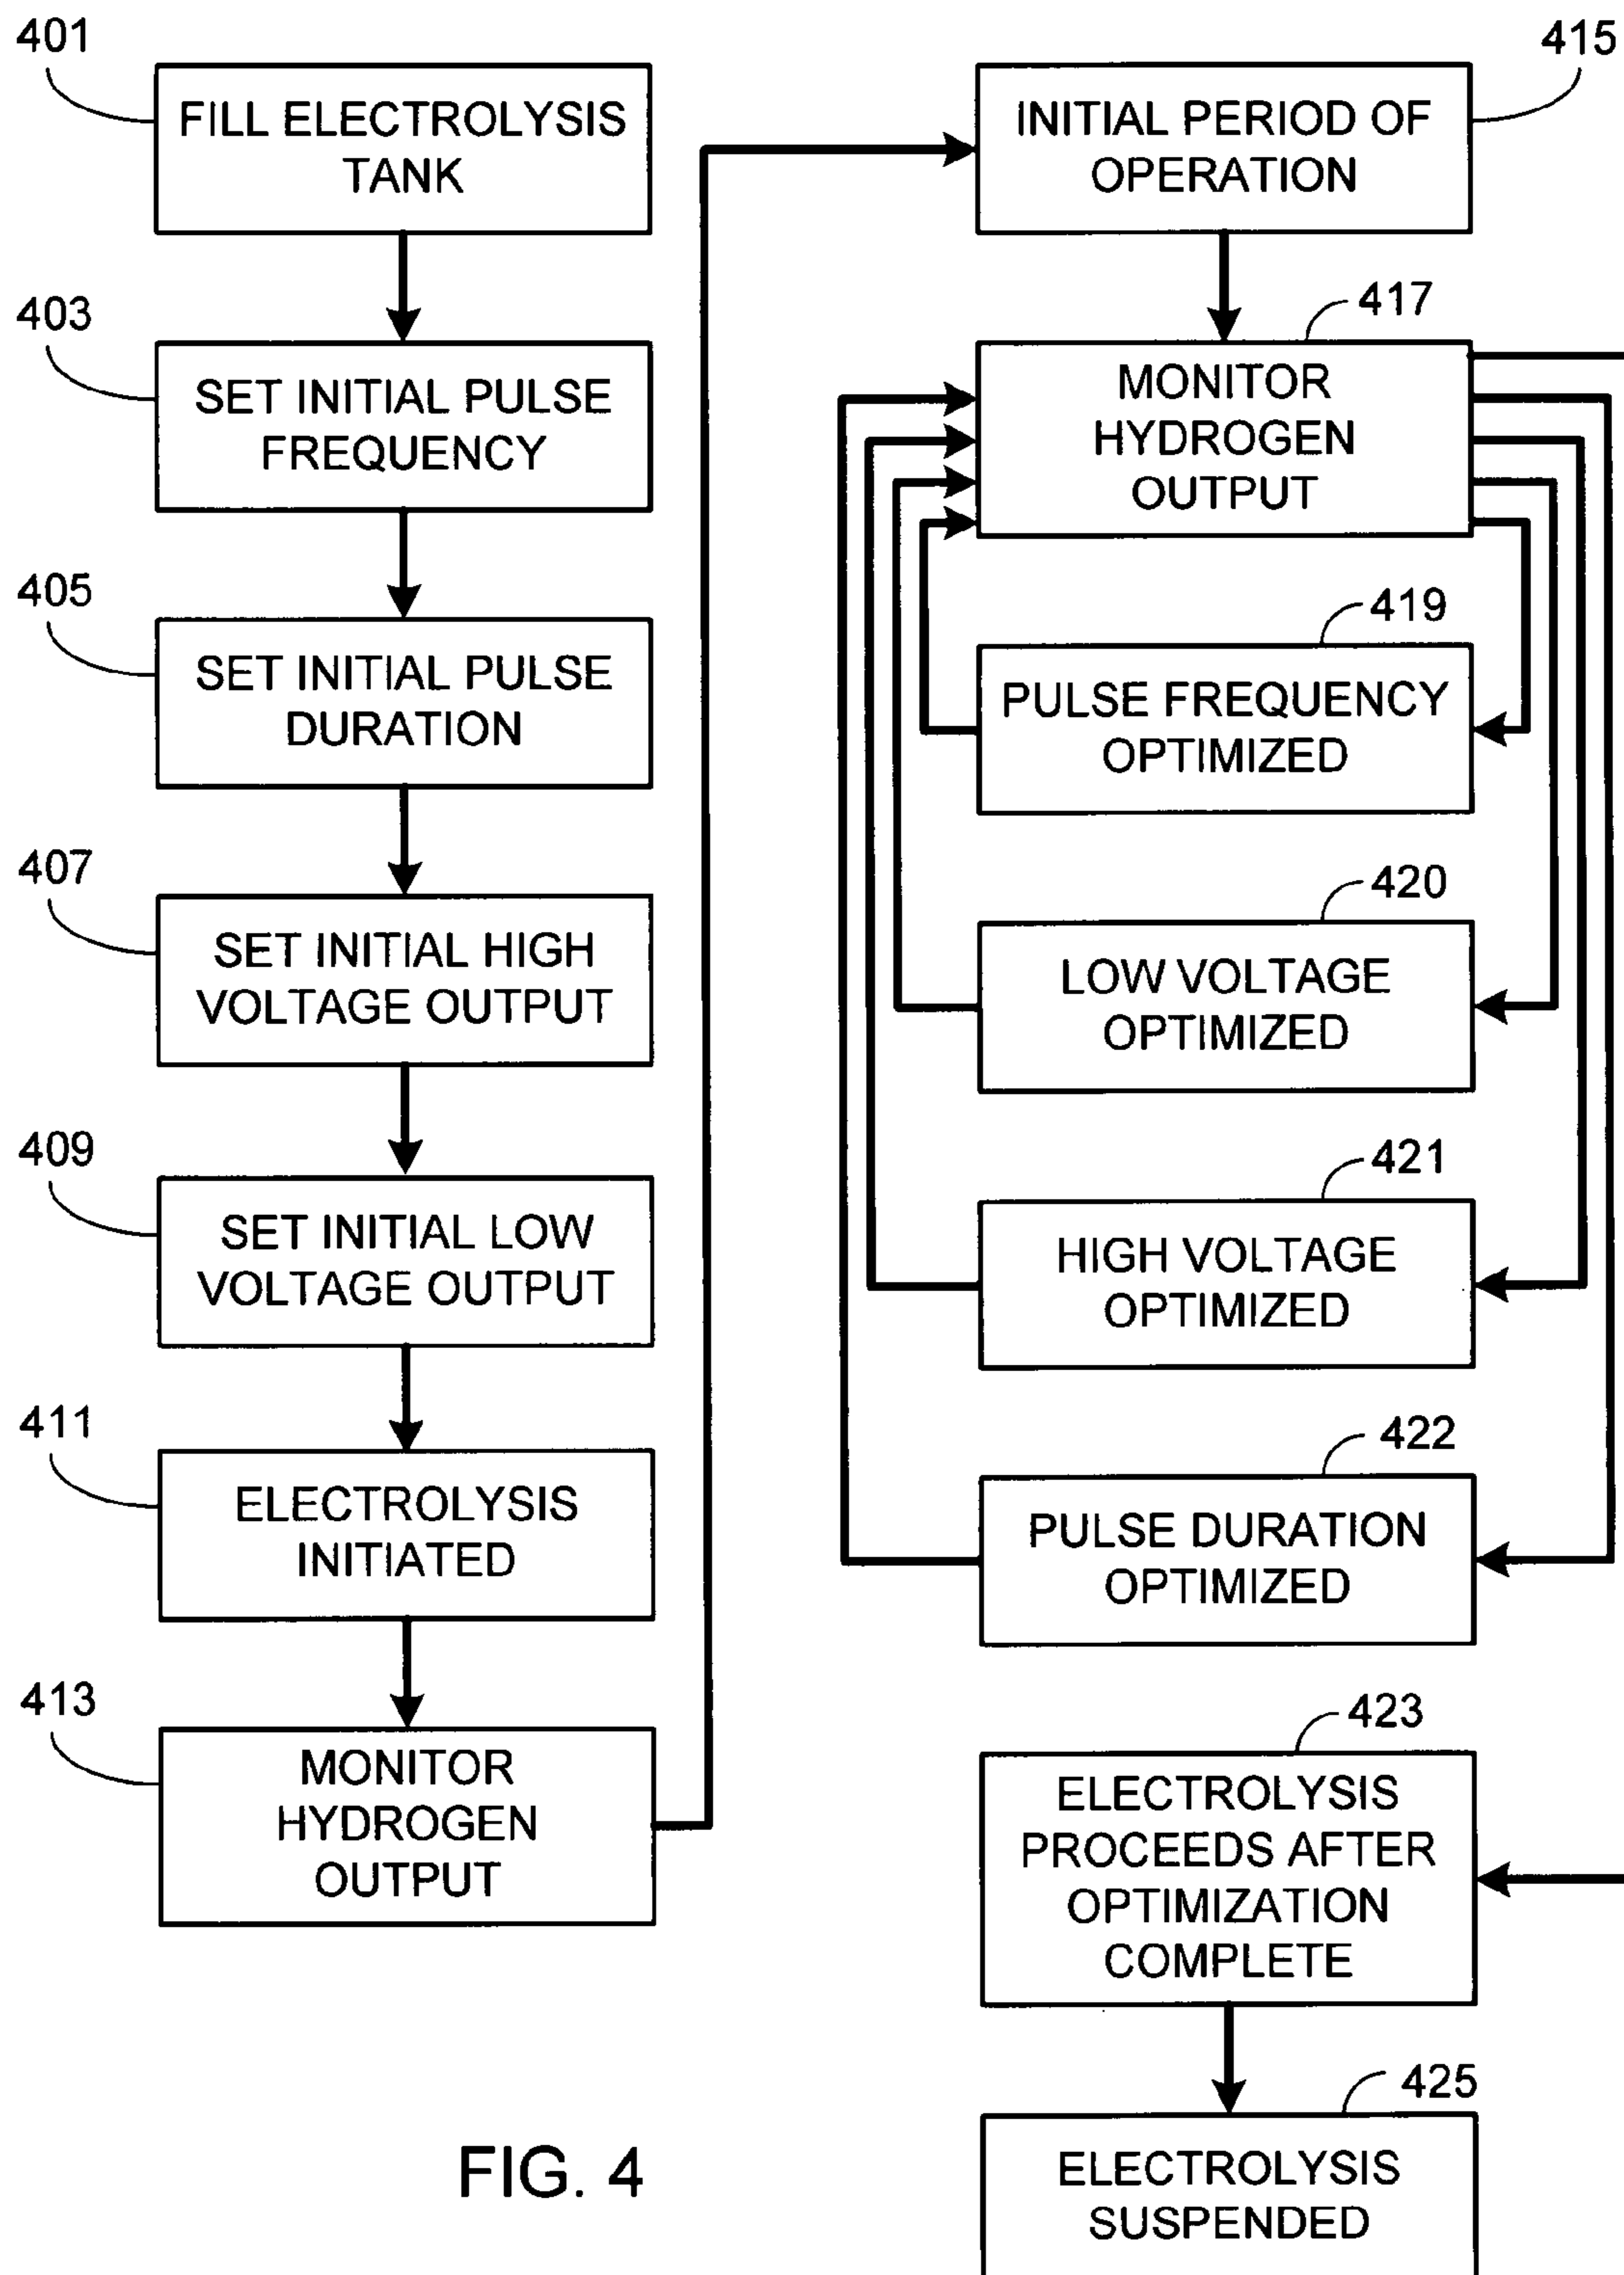 401
FILL ELECTROLYSIS
TANK
403
SET INITIAL PULSE
FREQUENCY
405
SET INITIAL PULSE
DURATION
407
SET INITIAL HIGH
VOLTAGE OUTPUT
409
SET INITIAL LOW
VOLTAGE OUTPUT
411
ELECTROLYSIS
INITIATED
413
MONITOR
HYDROGEN
OUTPUT
415
INITIAL PERIOD OF
OPERATION
417
MONITOR
HYDROGEN
OUTPUT
419
PULSE FREQUENCY
OPTIMIZED
420
LOW VOLTAGE
OPTIMIZED
421
HIGH VOLTAGE
OPTIMIZED
422
PULSE DURATION
OPTIMIZED
423
ELECTROLYSIS
PROCEEDS AFTER
OPTIMIZATION
COMPLETE
425
ELECTROLYSIS
SUSPENDED
FIG. 4